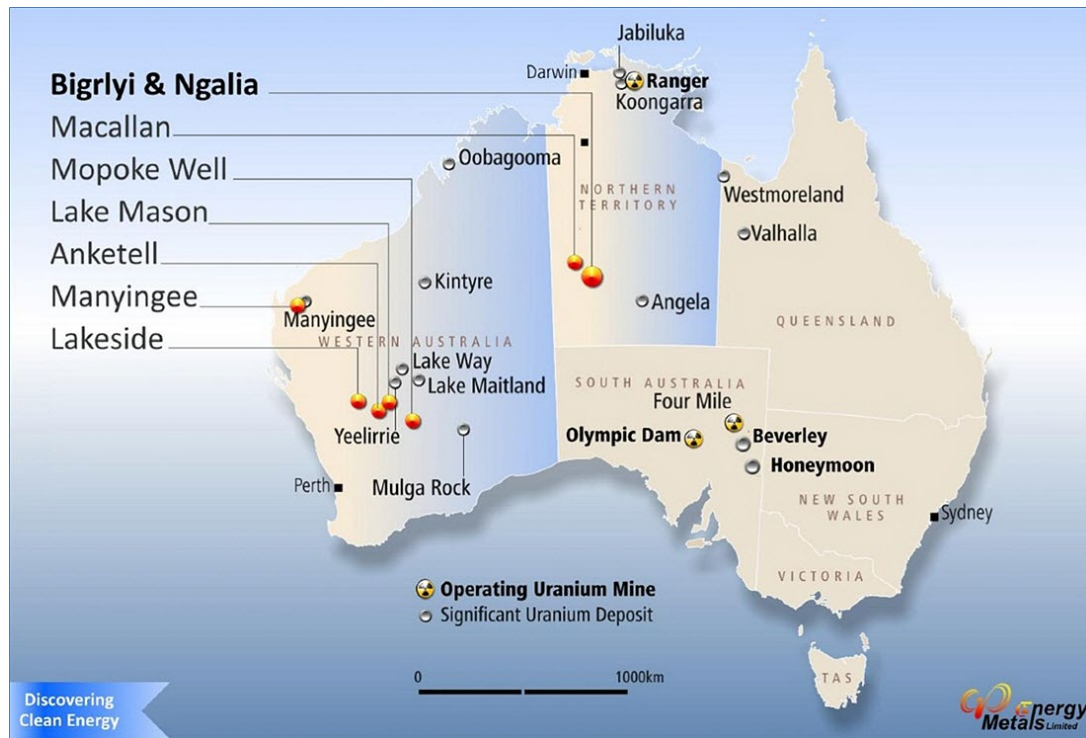 Bigrlyi & Ngalia
Macallan
Mopoke Well
Lake Mason
Anketell
Manyingee
Lakeside
Jabiluka
Darwin
Ranger
Koongarra
Oobagooma
NORTHERN
TERRITORY
Westmoreland
Valhalla
Kintyre
Angela
Manyingee
QUEENSLAND
WESTERN AUSTRALIA
Lake Way
Lake Maitland
SOUTH AUSTRALIA
Four Mile
Yeelirrie
Olympic Dam
Beverley
Honeymoon
Perth
Mulga Rock
NEW SOUTH
WALES
Sydney
VICTORIA
Operating Uranium Mine
Significant Uranium Deposit
0
1000km
TAS
Discovering
Clean Energy
Energy
Metals Limited